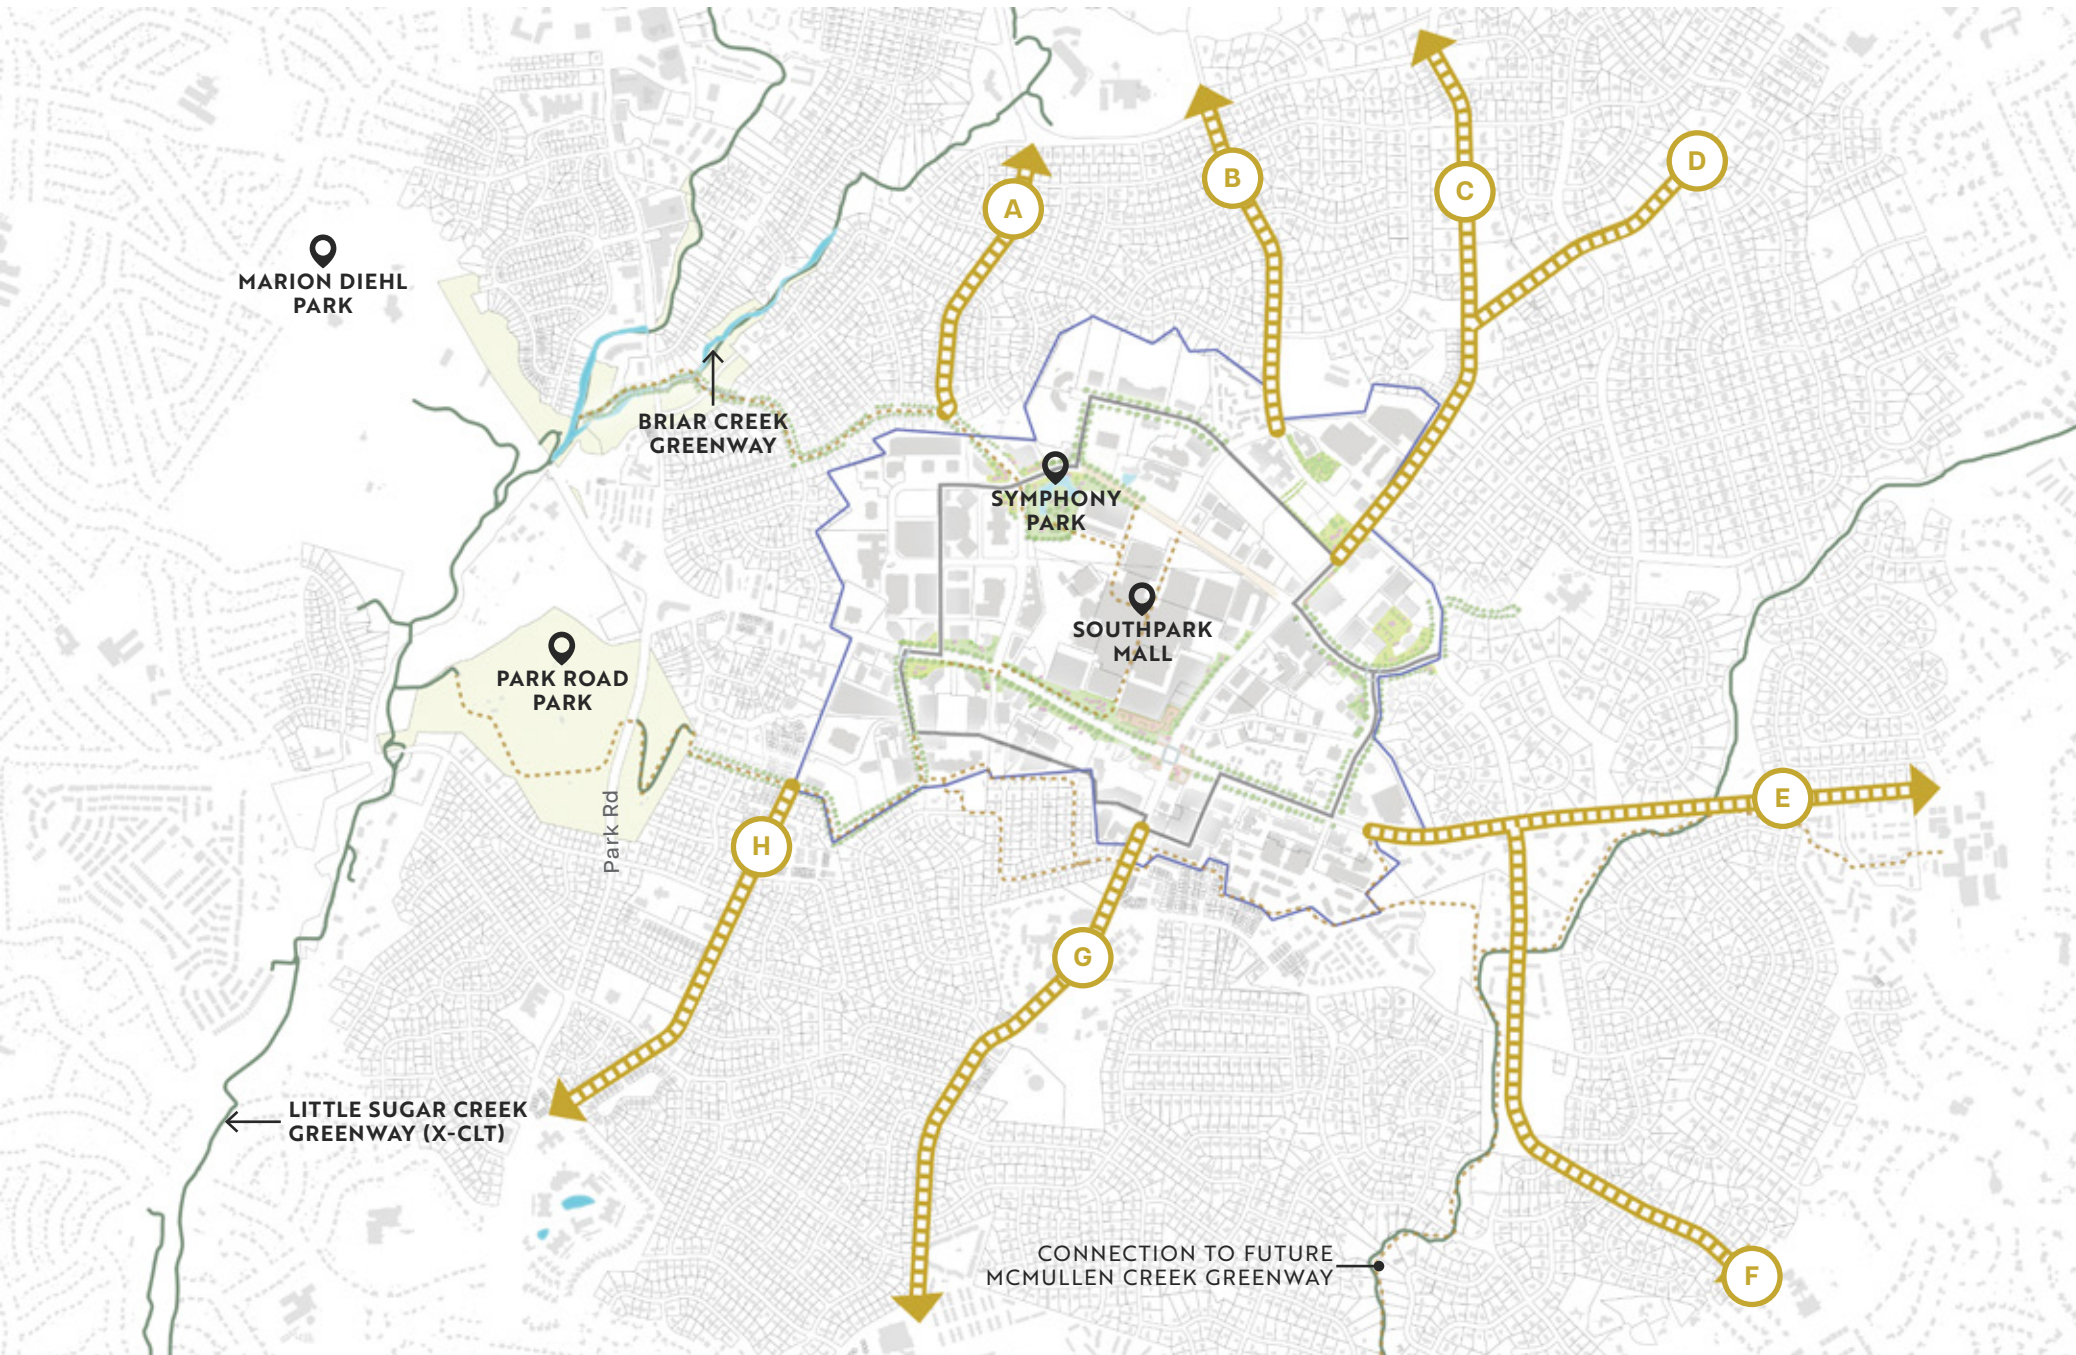 A
B
C
D
MARION DIEHL
PARK
BRIAR CREEK
GREENWAY
SYMPHONY
PARK
SOUTHPARK
MALL
PARK ROAD
PARK
Park Rd
E
H
G
LITTLE SUGAR CREEK
GREENWAY (X-CLT)
CONNECTION TO FUTURE
MCMULLEN CREEK GREENWAY
F